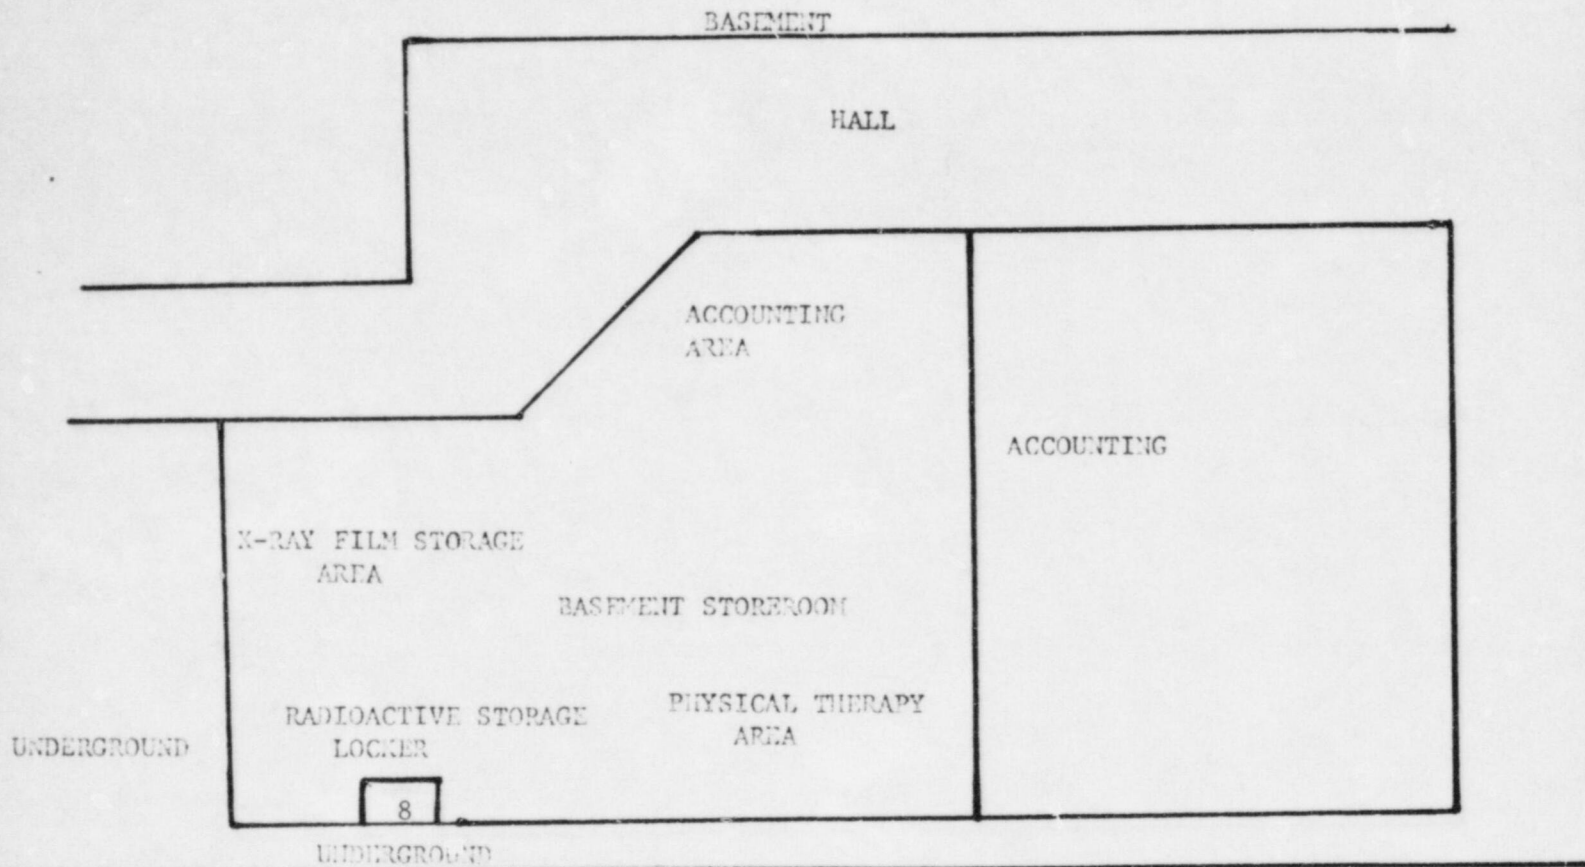 BASEMENT
HALL
ACCOUNTING
AREA
ACCOUNTING
X-RAY FILM STORAGE
AREA
BASEMENT STOREROOM
RADIOACTIVE STORAGE
LOCKER
PHYSICAL THERAPY
AREA
UNDERGROUND
8
UNDERGROUND